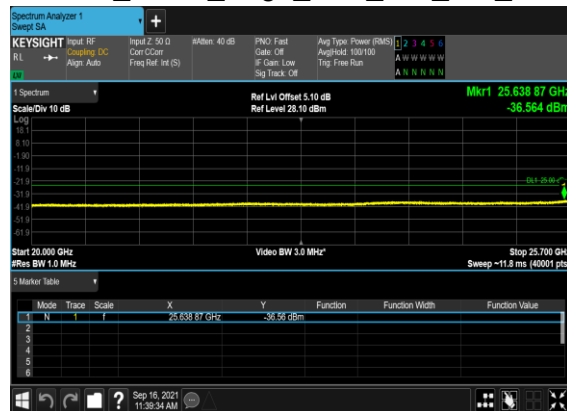 Spectrum Analyzer 1
Swept SA
KEYSIGHT Input: RF Input Z: 50 Ω #Atten: 40 dB PNO: Fast Avg Type: Power (RMS) 1 2 3 4 5 6
RL Coupling: DC Corr CCorr Gate: Off Avg|Hold: 100/100 A W W W W W
Align: Auto Freq Ref: Int (S) IF Gain: Low Trig: Free Run
LXI Sig Track: Off A N N N N N
1 Spectrum Ref Lvl Offset 5.10 dB Mkr1 25.638 87 GHz
Scale/Div 10 dB Ref Level 28.10 dBm -36.564 dBm
Log
18.1
8.10
-1.90
-11.9
-21.9 DL1 -25.00
-31.9
-41.9
-51.9
-61.9
Start 20.000 GHz Video BW 3.0 MHz* Stop 25.700 GHz
#Res BW 1.0 MHz Sweep ~11.8 ms (40001 pts
5 Marker Table
Mode Trace Scale X Y Function Function Width Function Value
1 N 1 f 25.638 87 GHz -36.56 dBm
2
3
4
5
6
? Sep 16, 2021
11:39:34 AM